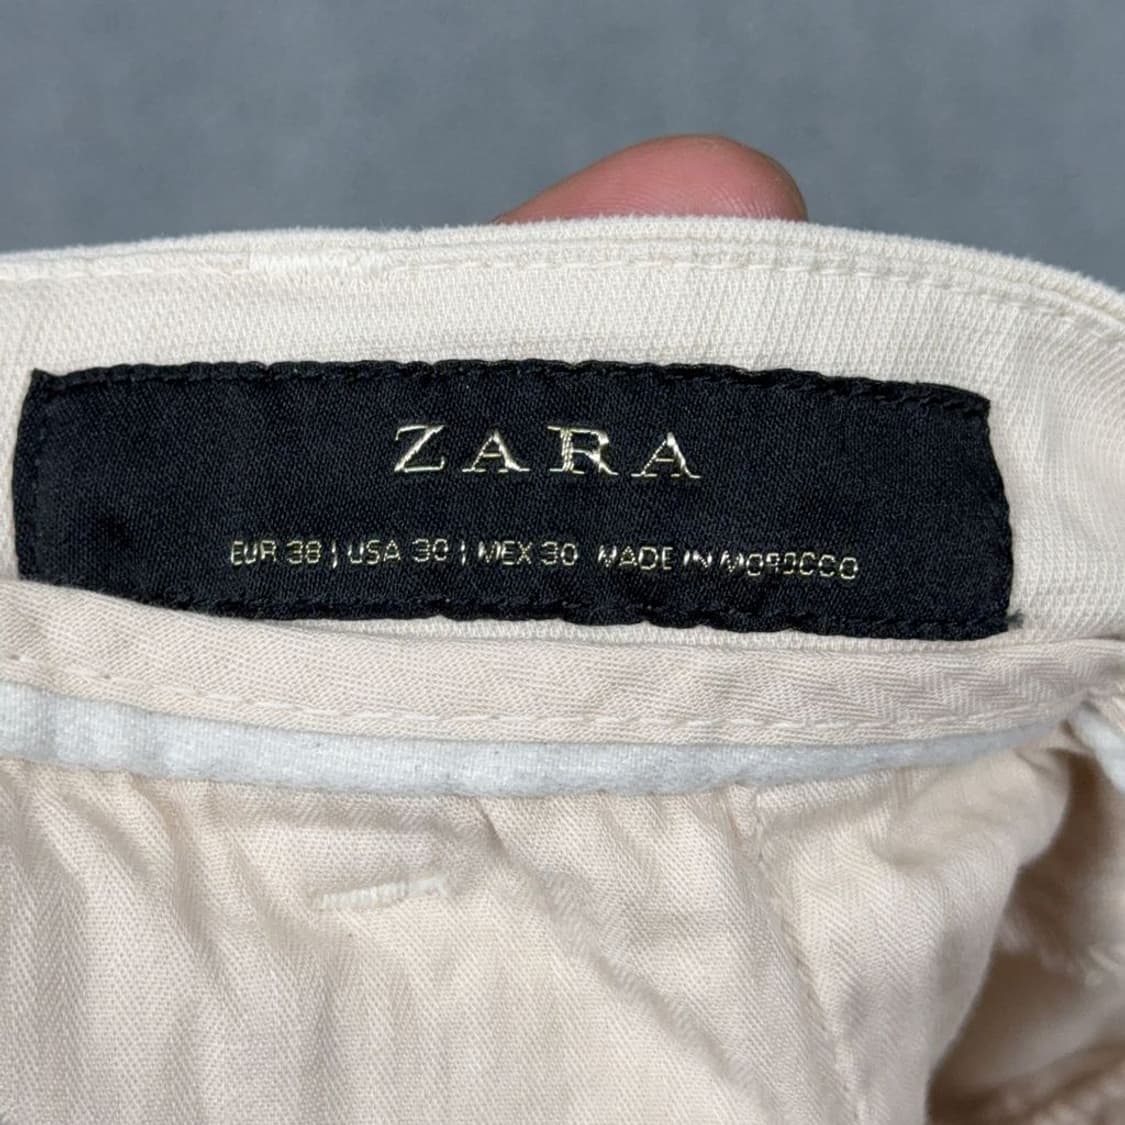 ZARA
EUR 38 | USA 30 | MEX 30 MADE IN MOROCCO